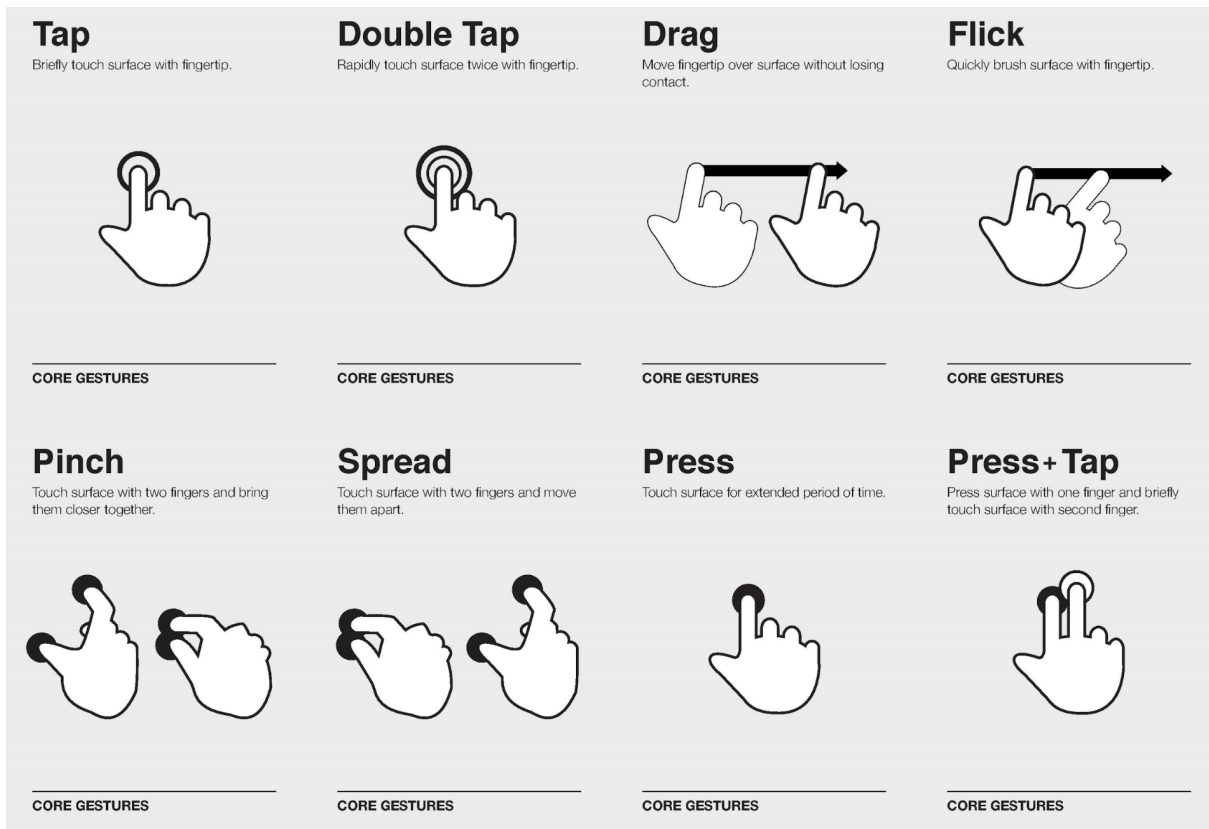 Tap
Briefly touch surface with fingertip.
CORE GESTURES
Double Tap
Rapidly touch surface twice with fingertip.
CORE GESTURES
Drag
Move fingertip over surface without losing
contact.
CORE GESTURES
Flick
Quickly brush surface with fingertip.
CORE GESTURES
Pinch
Touch surface with two fingers and bring
them closer together.
CORE GESTURES
Spread
Touch surface with two fingers and move
them apart.
CORE GESTURES
Press
Touch surface for extended period of time.
CORE GESTURES
Press + Tap
Press surface with one finger and briefly
touch surface with second finger.
CORE GESTURES